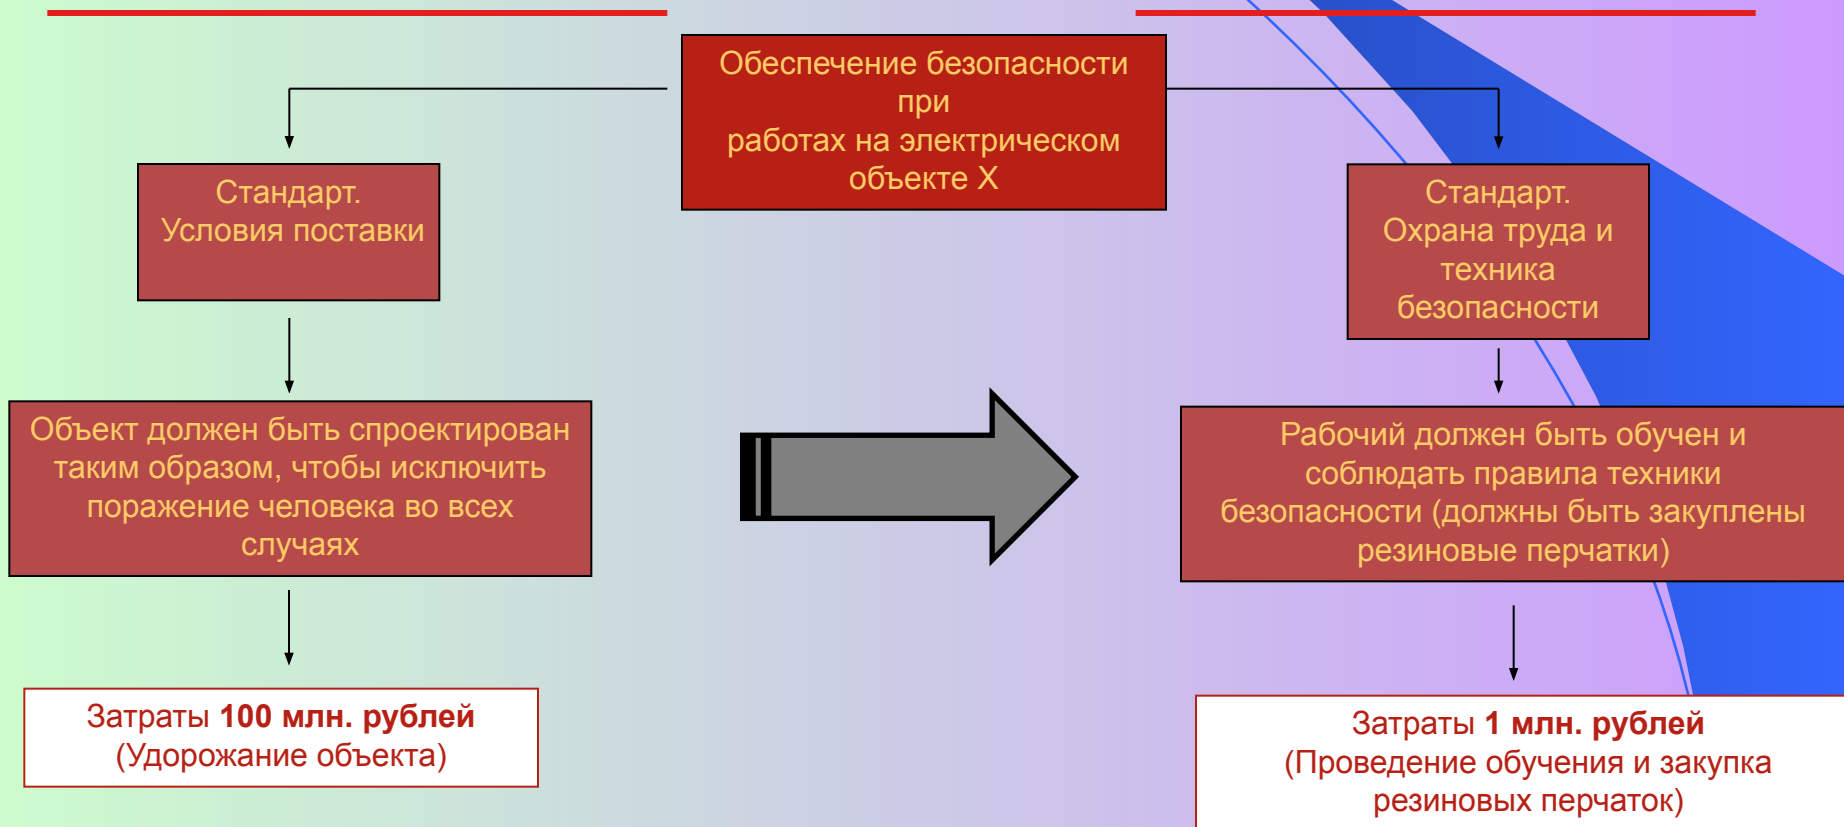 Обеспечение безопасности
при
работах на электрическом
объекте X
Стандарт.
Условия поставки
Стандарт.
Охрана труда и
техника
безопасности
Объект должен быть спроектирован
таким образом, чтобы исключить
поражение человека во всех
случаях
Рабочий должен быть обучен и
соблюдать правила техники
безопасности (должны быть закуплены
резиновые перчатки)
Затраты 100 млн. рублей
(Удорожание объекта)
Затраты 1 млн. рублей
(Проведение обучения и закупка
резиновых перчаток)